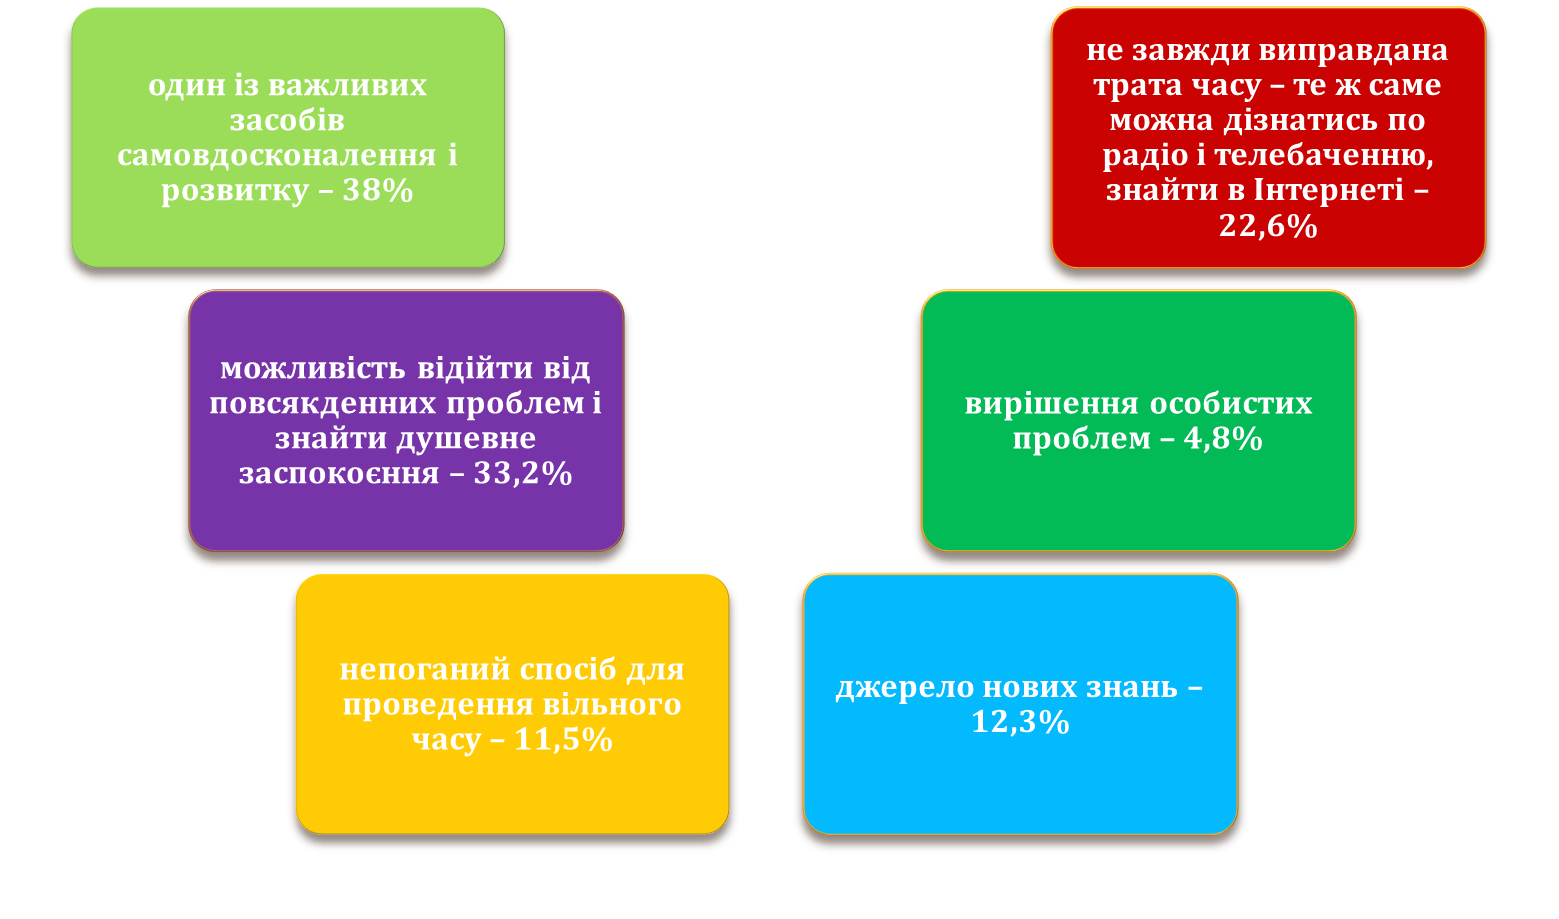 один із важливих
засобів
самовдосконалення і
розвитку – 38%
не завжди виправдана
трата часу – те ж саме
можна дізнатись по
радіо і телебаченню,
знайти в Інтернеті –
22,6%
можливість відійти від
повсякденних проблем і
знайти душевне
заспокоєння – 33,2%
вирішення особистих
проблем – 4,8%
непоганий спосіб для
проведення вільного
часу – 11,5%
джерело нових знань –
12,3%